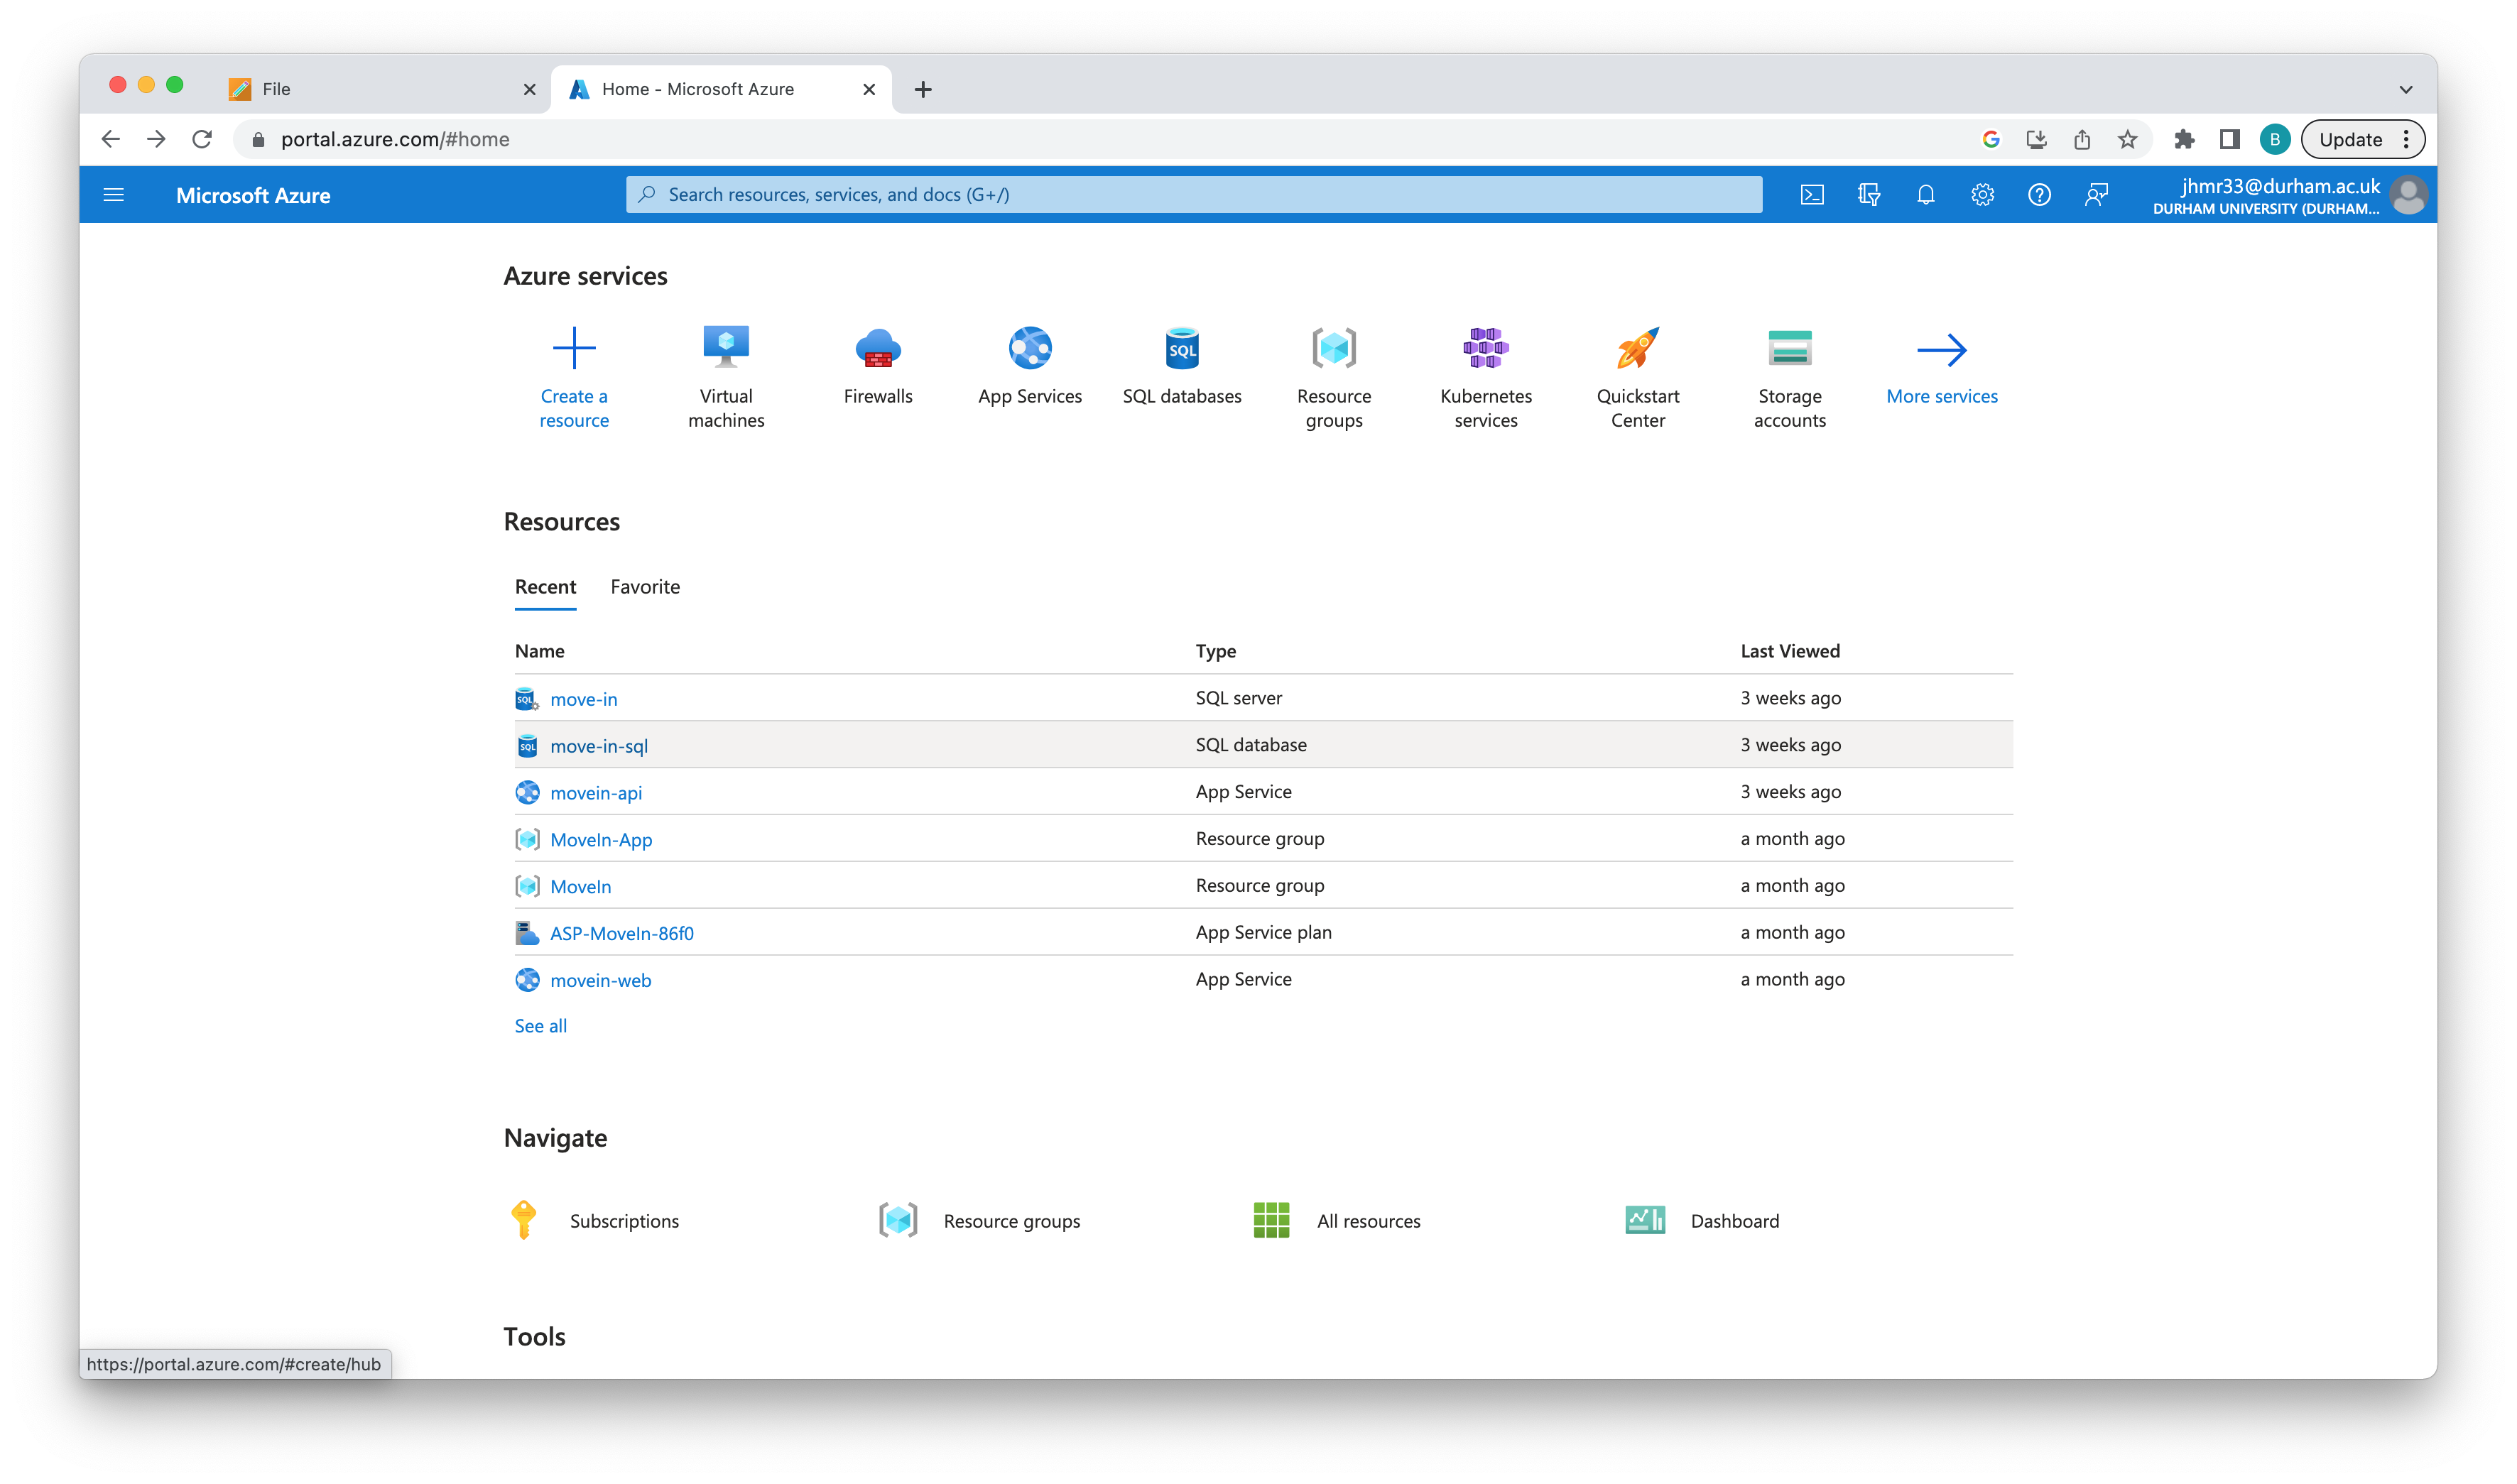 File
Home - Microsoft Azure
portal.azure.com/#home
B
Update
Microsoft Azure
Search resources, services, and docs (G+/)
jhmr33@durham.ac.uk
DURHAM UNIVERSITY (DURHAM...
Azure services
Create a
resource
Virtual
machines
Firewalls
App Services
SQL
SQL databases
Resource
groups
Kubernetes
services
Quickstart
Center
Storage
accounts
More services
Resources
Recent
Favorite
Name Type Last Viewed
SQL move-in SQL server 3 weeks ago
SQL move-in-sql SQL database 3 weeks ago
movein-api App Service 3 weeks ago
MoveIn-App Resource group a month ago
MoveIn Resource group a month ago
ASP-MoveIn-86f0 App Service plan a month ago
movein-web App Service a month ago
See all
Navigate
Subscriptions
Resource groups
All resources
Dashboard
Tools
https://portal.azure.com/#create/hub